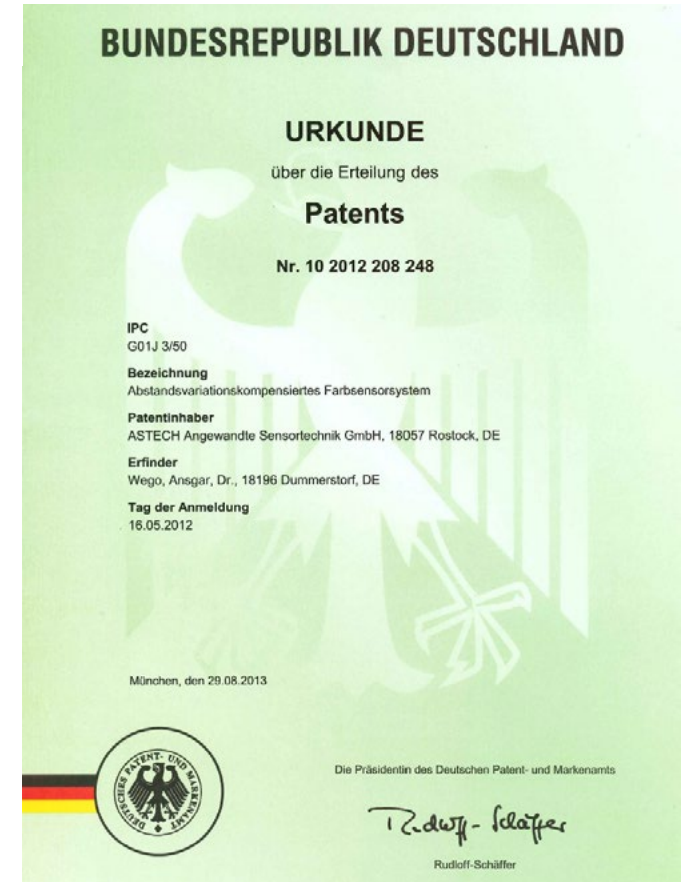 BUNDESREPUBLIK DEUTSCHLAND
URKUNDE
über die Erteilung des
Patents
Nr. 10 2012 208 248
IPC
G01J 3/50
Bezeichnung
Abstandsvariationskompensiertes Farbsensorsystem
Patentinhaber
ASTECH Angewandte Sensortechnik GmbH, 18057 Rostock, DE
Erfinder
Wego, Ansgar, Dr., 18196 Dummerstorf, DE
Tag der Anmeldung
16.05.2012
München, den 29.08.2013
DEUTSCHES PATENT- UND MARKENAMT
Die Präsidentin des Deutschen Patent- und Markenamts
Rudloff-Schäffer
Rudloff-Schäffer